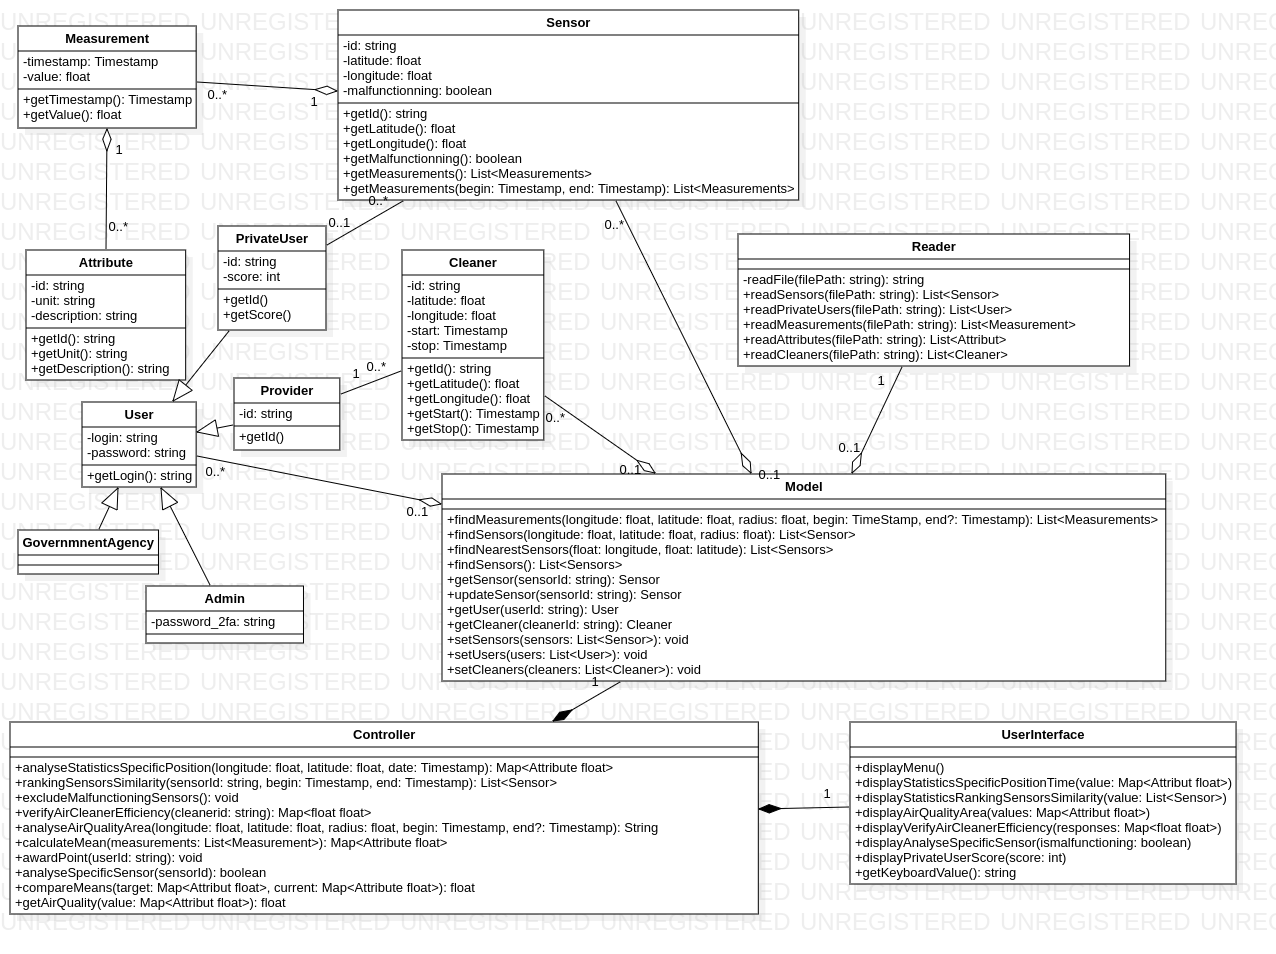 Measurement
-timestamp: Timestamp
-value: float
+getTimestamp(): Timestamp
+getValue(): float
Sensor
-id: string
-latitude: float
-longitude: float
-malfunctionning: boolean
+getId(): string
+getLatitude(): float
+getLongitude(): float
+getMalfunctionning(): boolean
+getMeasurements(): List<Measurements>
+getMeasurements(begin: Timestamp, end: Timestamp): List<Measurements>
0..*
1
1
0..*
0..*
0..1
0..*
Attribute
-id: string
-unit: string
-description: string
+getId(): string
+getUnit(): string
+getDescription(): string
PrivateUser
-id: string
-score: int
+getId()
+getScore()
Cleaner
-id: string
-latitude: float
-longitude: float
-start: Timestamp
-stop: Timestamp
+getId(): string
+getLatitude(): float
+getLongitude(): float
+getStart(): Timestamp
+getStop(): Timestamp
Reader
-readFile(filePath: string): string
+readSensors(filePath: string): List<Sensor>
+readPrivateUsers(filePath: string): List<User>
+readMeasurements(filePath: string): List<Measurement>
+readAttributes(filePath: string): List<Attribut>
+readCleaners(filePath: string): List<Cleaner>
1
0..*
1
0..*
0..1
0..1
0..1
User
-login: string
-password: string
+getLogin(): string
Provider
-id: string
+getId()
0..*
0..1
GovernmnentAgency
Admin
-password_2fa: string
Model
+findMeasurements(longitude: float, latitude: float, radius: float, begin: TimeStamp, end?: Timestamp): List<Measurements>
+findSensors(longitude: float, latitude: float, radius: float): List<Sensor>
+findNearestSensors(float: longitude, float: latitude): List<Sensors>
+findSensors(): List<Sensors>
+getSensor(sensorId: string): Sensor
+updateSensor(sensorId: string): Sensor
+getUser(userId: string): User
+getCleaner(cleanerId: string): Cleaner
+setSensors(sensors: List<Sensor>): void
+setUsers(users: List<User>): void
+setCleaners(cleaners: List<Cleaner>): void
1
Controller
+analyseStatisticsSpecificPosition(longitude: float, latitude: float, date: Timestamp): Map<Attribute float>
+rankingSensorsSimilarity(sensorId: string, begin: Timestamp, end: Timestamp): List<Sensor>
+excludeMalfunctioningSensors(): void
+verifyAirCleanerEfficiency(cleanerid: string): Map<float float>
+analyseAirQualityArea(longitude: float, latitude: float, radius: float, begin: Timestamp, end?: Timestamp): String
+calculateMean(measurements: List<Measurement>): Map<Attribute float>
+awardPoint(userId: string): void
+analyseSpecificSensor(sensorId): boolean
+compareMeans(target: Map<Attribut float>, current: Map<Attribute float>): float
+getAirQuality(value: Map<Attribut float>): float
1
UserInterface
+displayMenu()
+displayStatisticsSpecificPositionTime(value: Map<Attribut float>)
+displayStatisticsRankingSensorsSimilarity(value: List<Sensor>)
+displayAirQualityArea(values: Map<Attribut float>)
+displayVerifyAirCleanerEfficiency(responses: Map<float float>)
+displayAnalyseSpecificSensor(ismalfunctioning: boolean)
+displayPrivateUserScore(score: int)
+getKeyboardValue(): string
UNREGISTERED